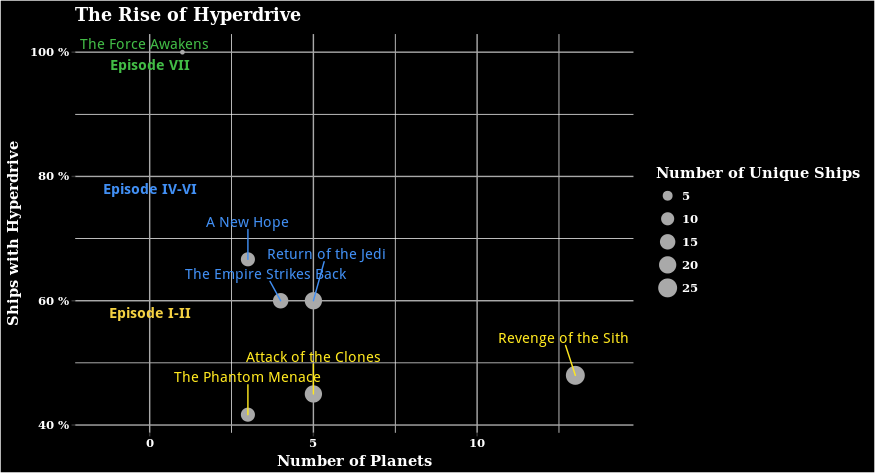 The Rise of Hyperdrive
The Force Awakens
100 %
Episode VII
80 %
Episode IV-VI
A New Hope
Return of the Jedi
The Empire Strikes Back
60 %
Episode I-II
Revenge of the Sith
Attack of the Clones
The Phantom Menace
40 %
0
5
10
Number of Planets
Ships with Hyperdrive
Number of Unique Ships
5
10
15
20
25